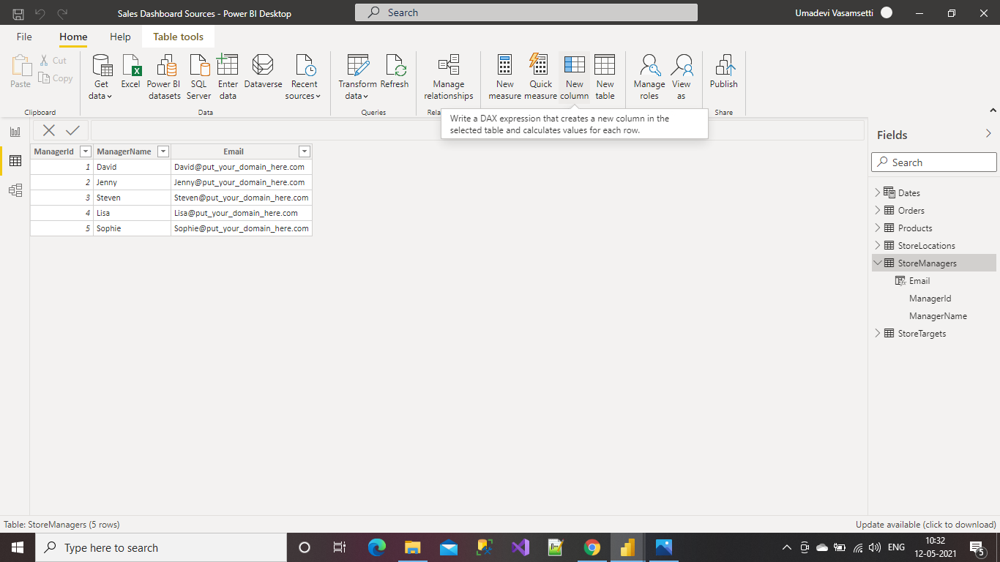 Sales Dashboard Sources - Power BI Desktop
Search
Umadevi Vasamsetti
File
Home
Help
Table tools
Paste
Cut
Copy
Get
data
Excel
Power BI
datasets
SQL
Server
Enter
data
Dataverse
Recent
sources
Transform
data
Refresh
Manage
relationships
New
measure
Quick
measure
New
column
New
table
Manage
roles
View
as
Publish
Clipboard
Data
Queries
Rela
Share
Write a DAX expression that creates a new column in the
selected table and calculates values for each row.
ManagerId ManagerName Email
1 David David@put_your_domain_here.com
2 Jenny Jenny@put_your_domain_here.com
3 Steven Steven@put_your_domain_here.com
4 Lisa Lisa@put_your_domain_here.com
5 Sophie Sophie@put_your_domain_here.com
Fields
Search
Dates
Orders
Products
StoreLocations
StoreManagers
Email
ManagerId
ManagerName
StoreTargets
Table: StoreManagers (5 rows)
Update available (click to download)
Type here to search
ENG
10:32
12-05-2021
5